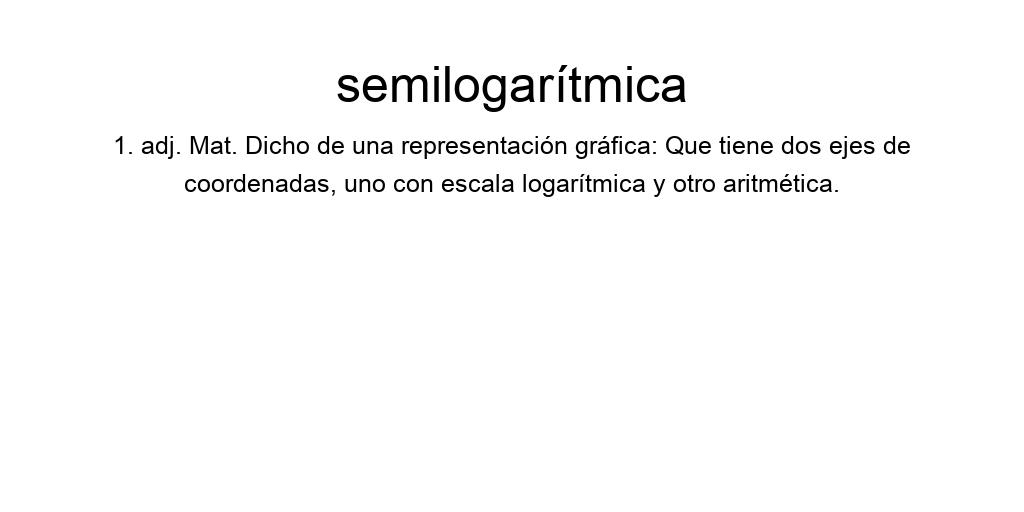 semilogarítmica
1. adj. Mat. Dicho de una representación gráfica: Que tiene dos ejes de
coordenadas, uno con escala logarítmica y otro aritmética.